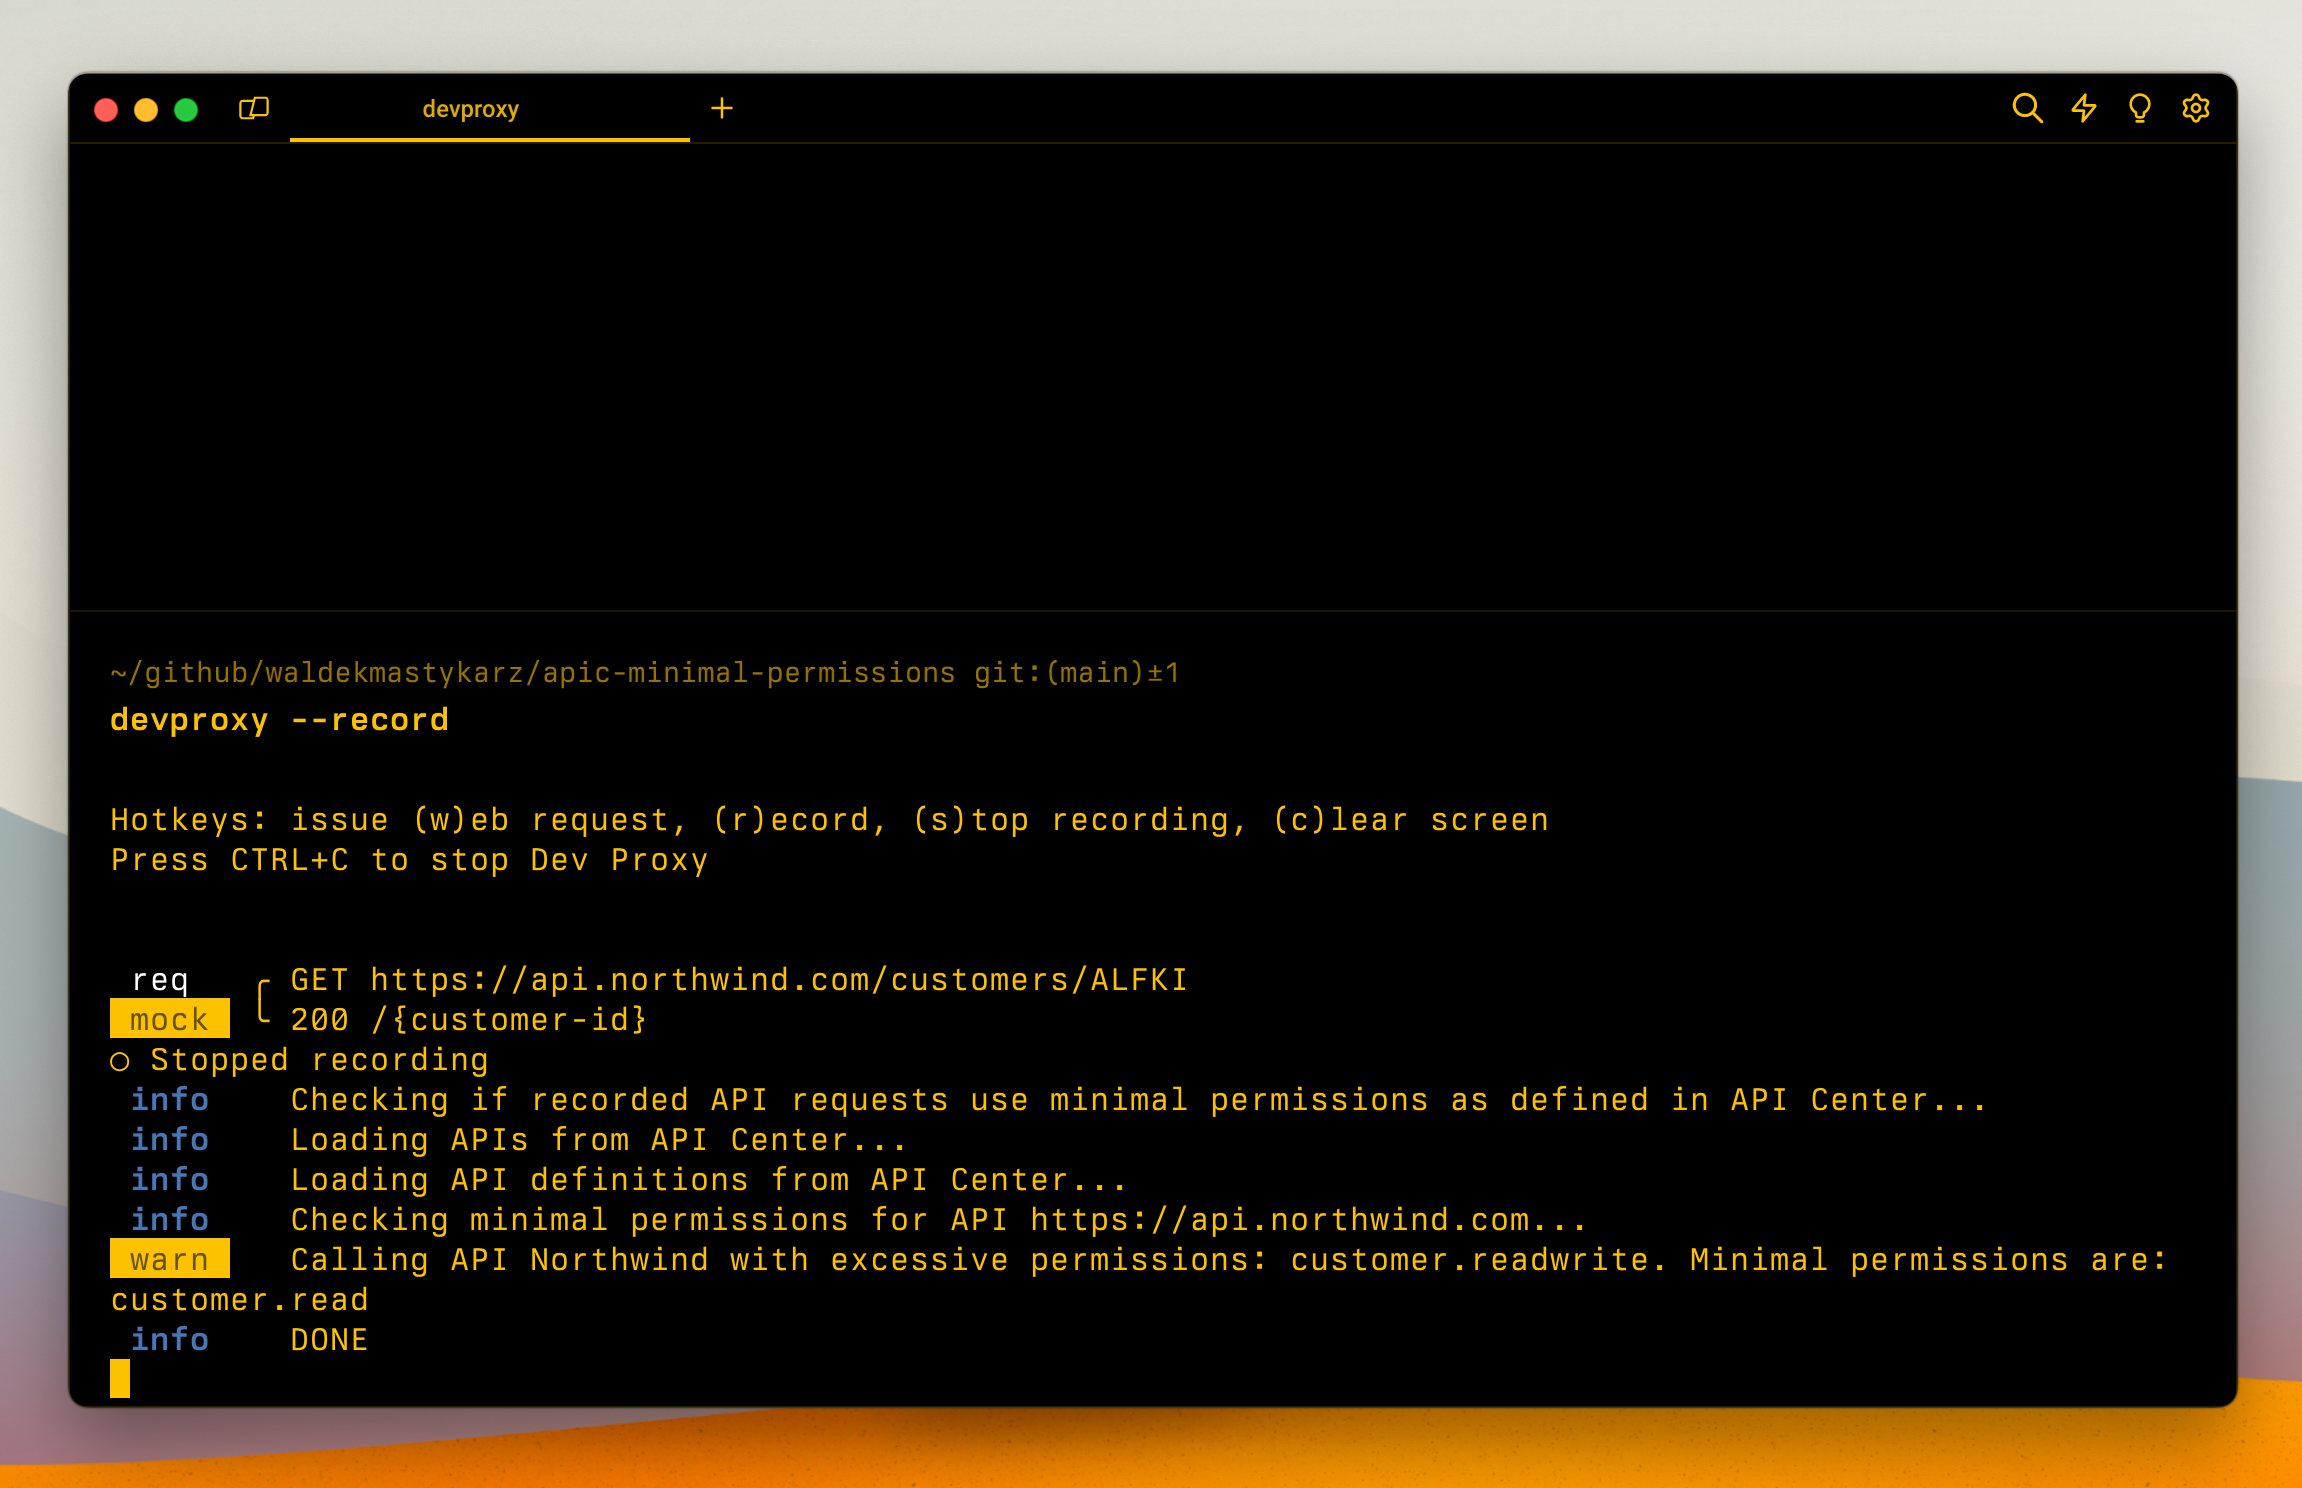 devproxy
~/github/waldekmastykarz/apic-minimal-permissions git:(main)±1
devproxy --record
Hotkeys: issue (w)eb request, (r)ecord, (s)top recording, (c)lear screen
Press CTRL+C to stop Dev Proxy
req GET https://api.northwind.com/customers/ALFKI
mock 200 /{customer-id}
○ Stopped recording
info Checking if recorded API requests use minimal permissions as defined in API Center...
info Loading APIs from API Center...
info Loading API definitions from API Center...
info Checking minimal permissions for API https://api.northwind.com...
warn Calling API Northwind with excessive permissions: customer.readwrite. Minimal permissions are:
customer.read
info DONE